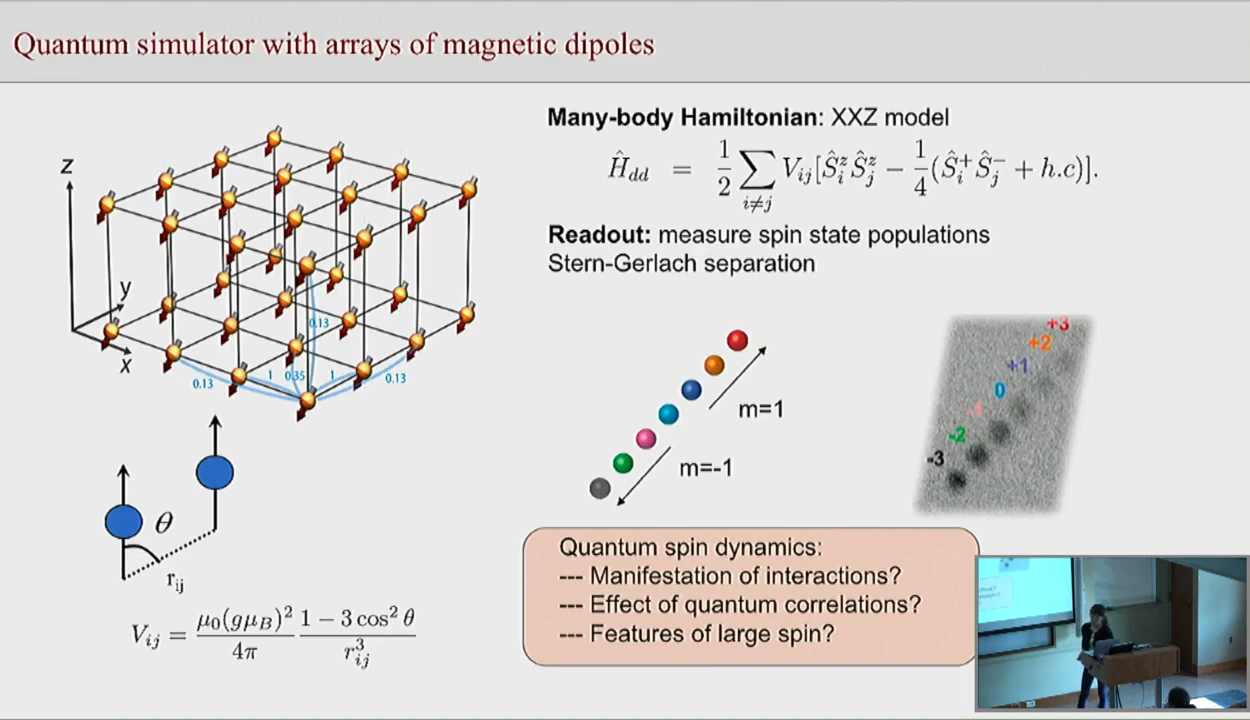 Quantum simulator with arrays of magnetic dipoles
Many-body Hamiltonian: XXZ model
Ĥ_dd = 1/2 ∑_{i≠j} V_ij[Ŝ_i^z Ŝ_j^z − 1/4(Ŝ_i^+ Ŝ_j^- + h.c)].
Readout: measure spin state populations
Stern-Gerlach separation
z
y
x
0.13
0.13
1
0.35
1
0.13
m=1
m=-1
+3
+2
+1
0
-1
-2
-3
θ
r_ij
V_ij = μ_0(gμ_B)^2/4π 1 − 3 cos^2 θ/r_ij^3
Quantum spin dynamics:
--- Manifestation of interactions?
--- Effect of quantum correlations?
--- Features of large spin?